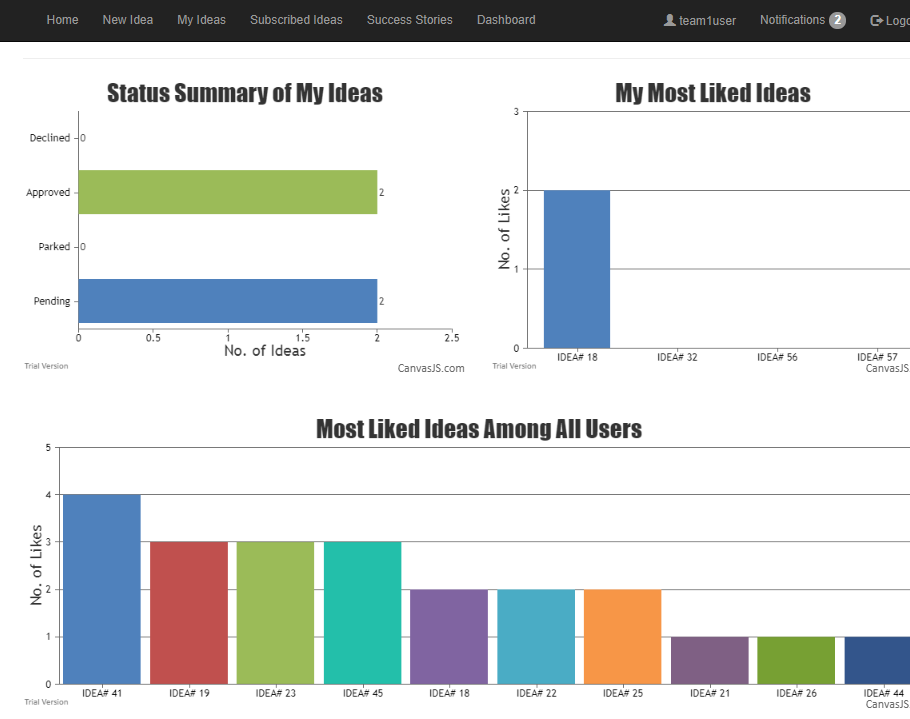 Home New Idea My Ideas Subscribed Ideas Success Stories Dashboard team1user Notifications 2 Logo
Status Summary of My Ideas
Declined 0
Approved 2
Parked 0
Pending 2
0 0.5 1 1.5 2 2.5
No. of Ideas
Trial Version CanvasJS.com
My Most Liked Ideas
No. of Likes
3
2
1
0
IDEA# 18 IDEA# 32 IDEA# 56 IDEA# 57
Trial Version CanvasJS
Most Liked Ideas Among All Users
No. of Likes
5
4
3
2
1
0
IDEA# 41 IDEA# 19 IDEA# 23 IDEA# 45 IDEA# 18 IDEA# 22 IDEA# 25 IDEA# 21 IDEA# 26 IDEA# 44
Trial Version CanvasJS